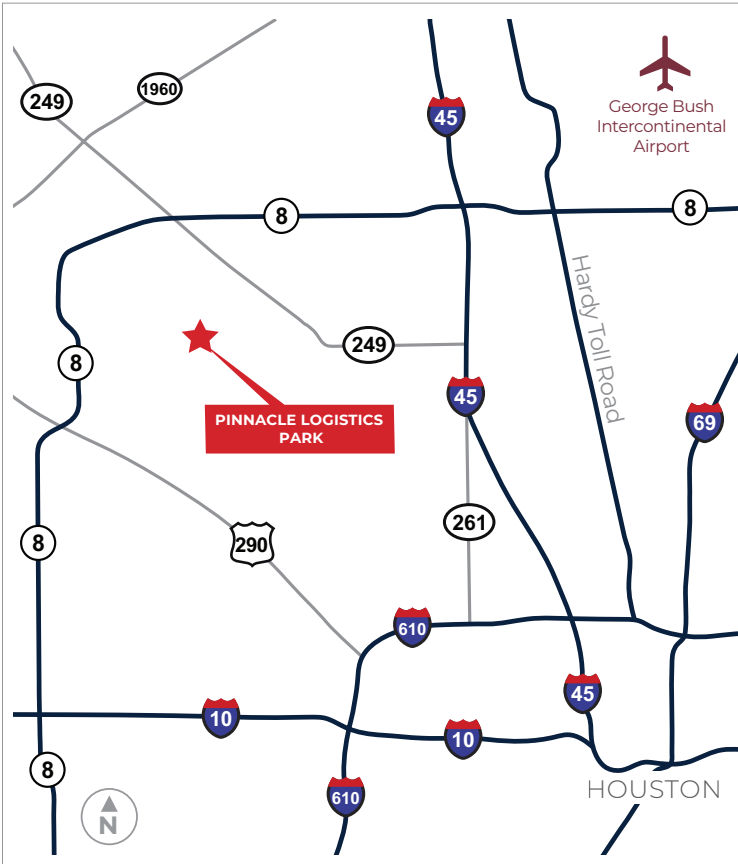 249
1960
45
George Bush
Intercontinental
Airport
8
8
Hardy Toll Road
249
8
45
PINNACLE LOGISTICS
PARK
69
261
8
290
610
45
10
10
8
610
HOUSTON
N